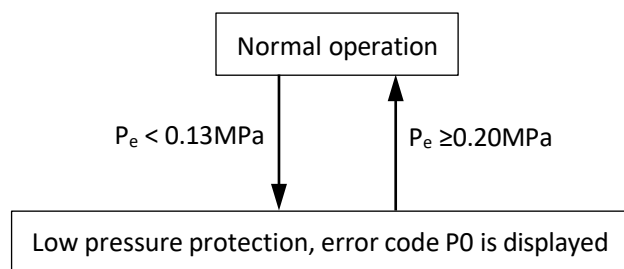 Normal operation
Pₑ < 0.13MPa
Pₑ ≥0.20MPa
Low pressure protection, error code P0 is displayed